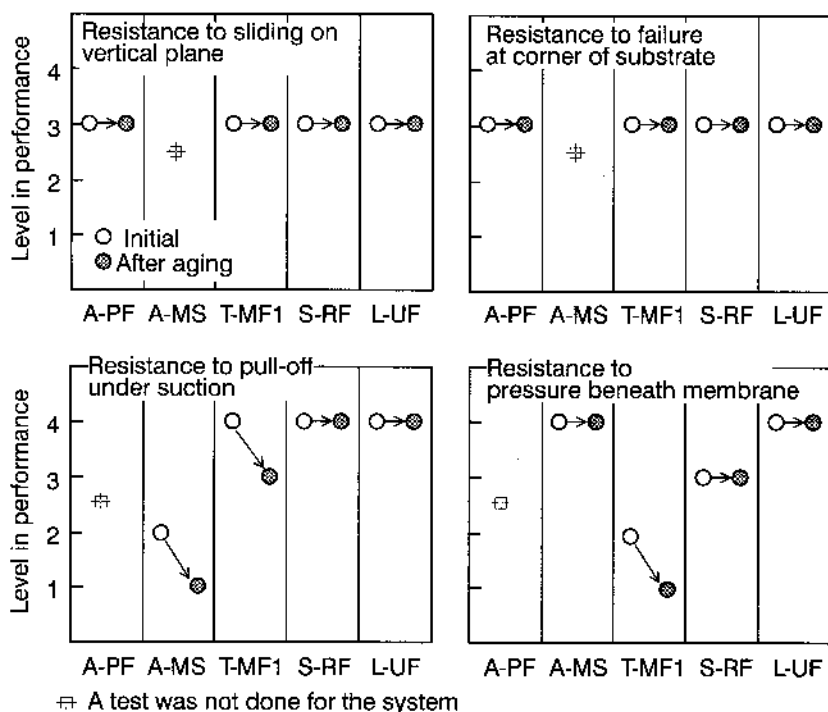 Resistance to sliding on
vertical plane
Level in performance
4
3
2
1
Initial
After aging
A-PF A-MS T-MF1 S-RF L-UF
Resistance to failure
at corner of substrate
A-PF A-MS T-MF1 S-RF L-UF
Resistance to pull-off
under suction
Level in performance
4
3
2
1
A-PF A-MS T-MF1 S-RF L-UF
Resistance to
pressure beneath membrane
A-PF A-MS T-MF1 S-RF L-UF
A test was not done for the system